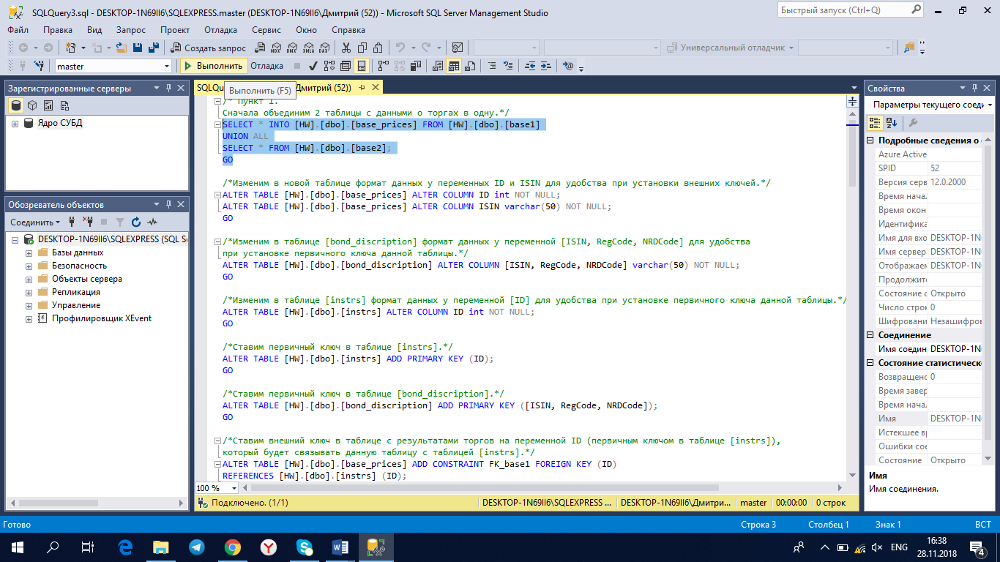 SQLQuery3.sql - DESKTOP-1N69II6\SQLEXPRESS.master (DESKTOP-1N69II6\Дмитрий (52)) - Microsoft SQL Server Management Studio
Быстрый запуск (Ctrl+Q)
Файл Правка Вид Запрос Проект Отладка Сервис Окно Справка
Создать запрос MDX DMX XMLA DAX Универсальный отладчик
master Выполнить Отладка
Зарегистрированные серверы
Ядро СУБД
Обозреватель объектов
Соединить
DESKTOP-1N69II6\SQLEXPRESS (SQL Se
Базы данных
Безопасность
Объекты сервера
Репликация
Управление
Профилировщик XEvent
SQLQu Дмитрий (52))
Выполнить (F5)
/* Пункт 1.
Сначала объединим 2 таблицы с данными о торгах в одну.*/
SELECT * INTO [HW].[dbo].[base_prices] FROM [HW].[dbo].[base1]
UNION ALL
SELECT * FROM [HW].[dbo].[base2];
GO
/*Изменим в новой таблице формат данных у переменных ID и ISIN для удобства при установки внешних ключей.*/
ALTER TABLE [HW].[dbo].[base_prices] ALTER COLUMN ID int NOT NULL;
ALTER TABLE [HW].[dbo].[base_prices] ALTER COLUMN ISIN varchar(50) NOT NULL;
GO
/*Изменим в таблице [bond_discription] формат данных у переменной [ISIN, RegCode, NRDCode] для удобства
при установке первичного ключа данной таблицы.*/
ALTER TABLE [HW].[dbo].[bond_discription] ALTER COLUMN [ISIN, RegCode, NRDCode] varchar(50) NOT NULL;
GO
/*Изменим в таблице [instrs] формат данных у переменной [ID] для удобства при установке первичного ключа данной таблицы.*/
ALTER TABLE [HW].[dbo].[instrs] ALTER COLUMN ID int NOT NULL;
GO
/*Ставим первичный ключ в таблице [instrs].*/
ALTER TABLE [HW].[dbo].[instrs] ADD PRIMARY KEY (ID);
GO
/*Ставим первичный ключ в таблице [bond_discription].*/
ALTER TABLE [HW].[dbo].[bond_discription] ADD PRIMARY KEY ([ISIN, RegCode, NRDCode]);
GO
/*Ставим внешний ключ в таблице с результатами торгов на переменной ID (первичным ключом в таблице [instrs]),
который будет связывать данную таблицу с таблицей [instrs].*/
ALTER TABLE [HW].[dbo].[base_prices] ADD CONSTRAINT FK_base1 FOREIGN KEY (ID)
REFERENCES [HW].[dbo].[instrs] (ID);
100 %
Подключено. (1/1) DESKTOP-1N69II6\SQLEXPRESS ... DESKTOP-1N69II6\Дмитри... master 00:00:00 0 строк
Свойства
Параметры текущего соеди
Подробные сведения о
Azure Active
SPID 52
Версия серв 12.0.2000
Время нача.
Время окон
Идентифика
Имя для вхо DESKTOP-1N
Имя сервер DESKTOP-1N
Отображаем DESKTOP-1N
Продолжите
Состояние с Открыто
Число строк 0
Шифровани Незашифров
Соединение
Имя соедин DESKTOP-1N
Состояние статистическ
Возвращенс 0
Время завер
Время нача.
Имя DESKTOP-1N
Истекшее вр
Ошибки сое
Состояние Открыто
Имя
Имя соединения.
Готово Строка 3 Столбец 1 Знак 1 ВСТ
ENG 16:38
28.11.2018
4